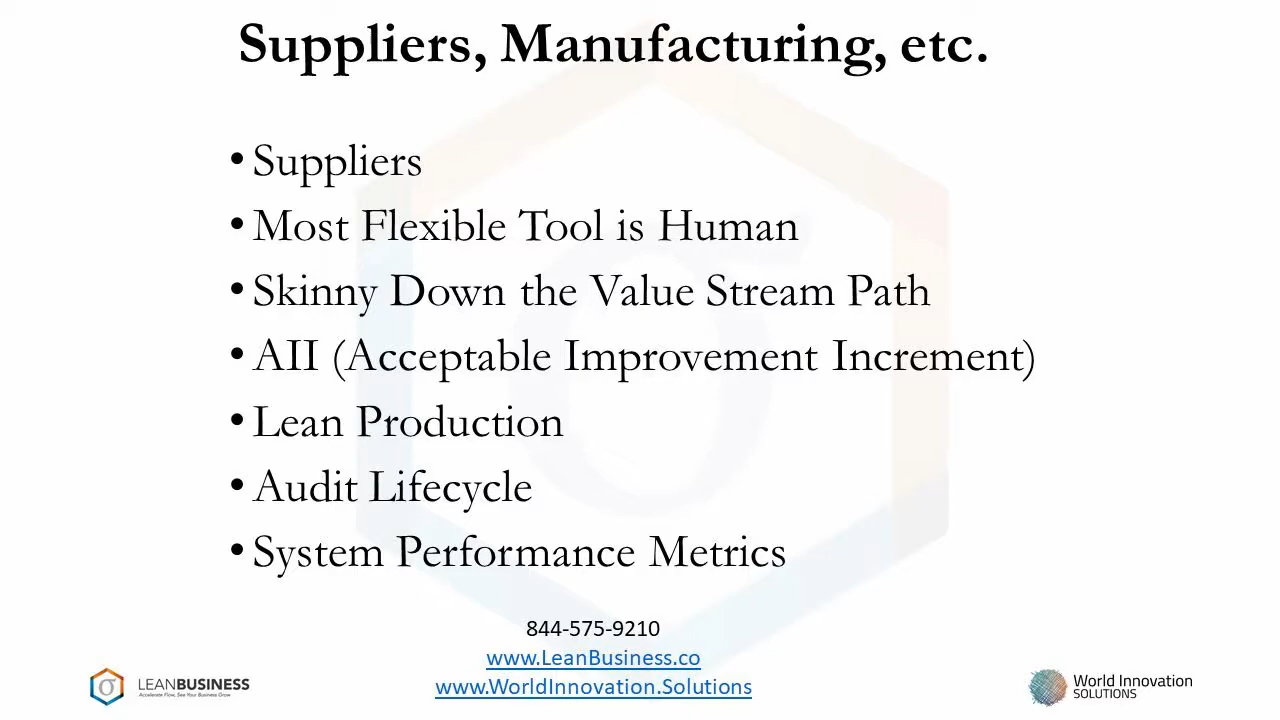 Suppliers, Manufacturing, etc.
• Suppliers
• Most Flexible Tool is Human
• Skinny Down the Value Stream Path
• AII (Acceptable Improvement Increment)
• Lean Production
• Audit Lifecycle
• System Performance Metrics
844-575-9210
www.LeanBusiness.co
www.WorldInnovation.Solutions
σ LEANBUSINESS
Accelerate Flow, See Your Business Grow
World Innovation
SOLUTIONS